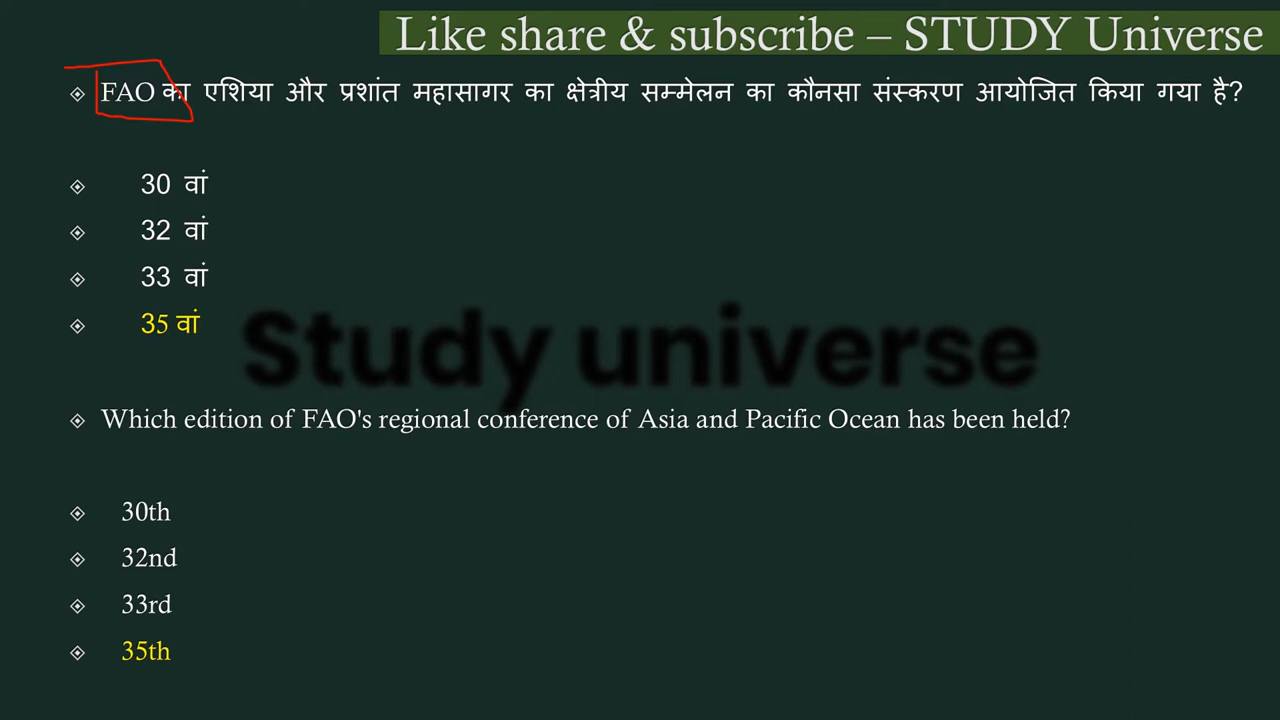 Like share & subscribe – STUDY Universe
FAO का एशिया और प्रशांत महासागर का क्षेत्रीय सम्मेलन का कौनसा संस्करण आयोजित किया गया है?
30 वां
32 वां
33 वां
35 वां
Study universe
Which edition of FAO's regional conference of Asia and Pacific Ocean has been held?
30th
32nd
33rd
35th